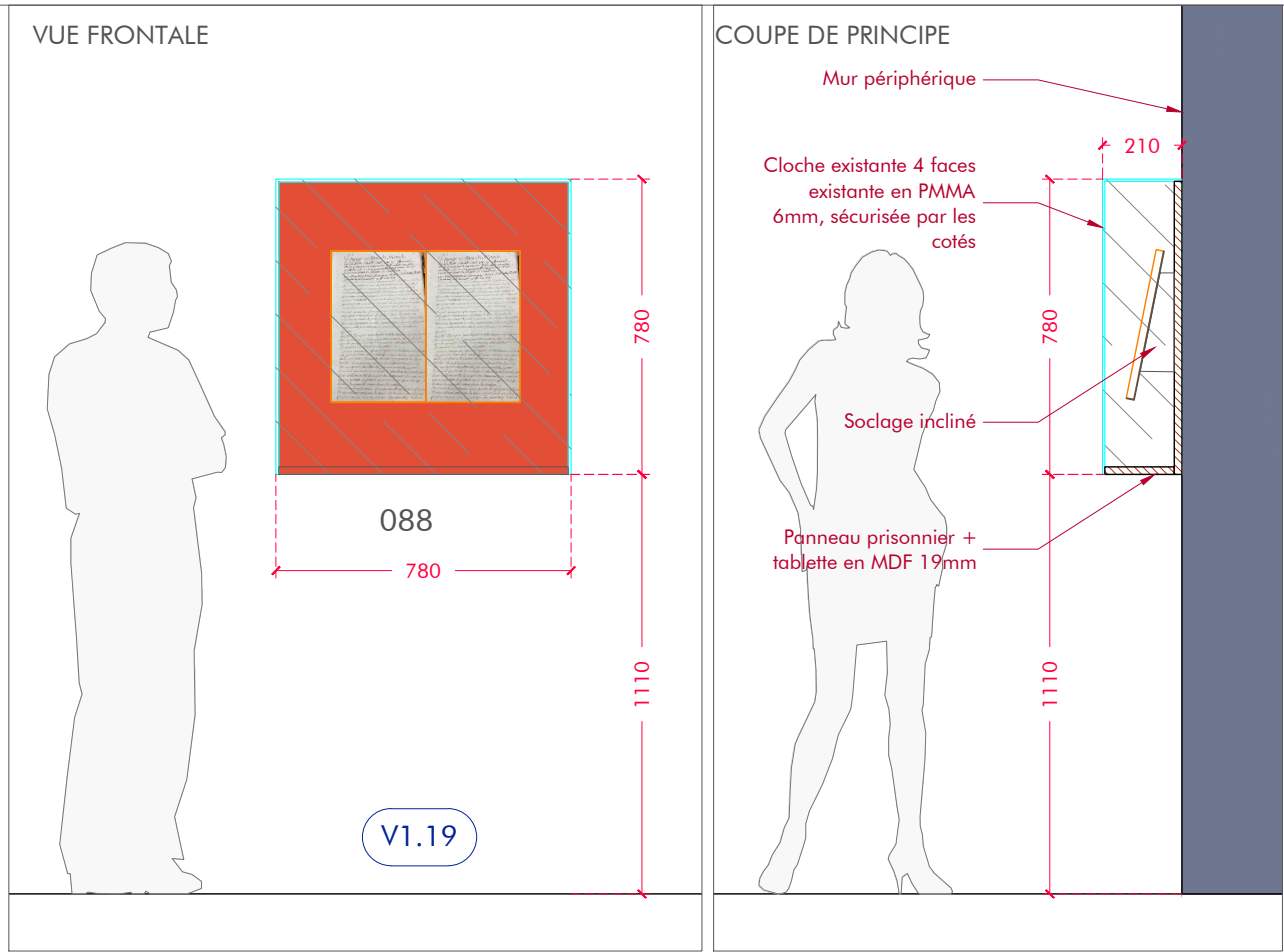 VUE FRONTALE
780
1110
088
780
V1.19
COUPE DE PRINCIPE
Mur périphérique
210
Cloche existante 4 faces
existante en PMMA
6mm, sécurisée par les
cotés
780
Soclage incliné
Panneau prisonnier +
tablette en MDF 19mm
1110